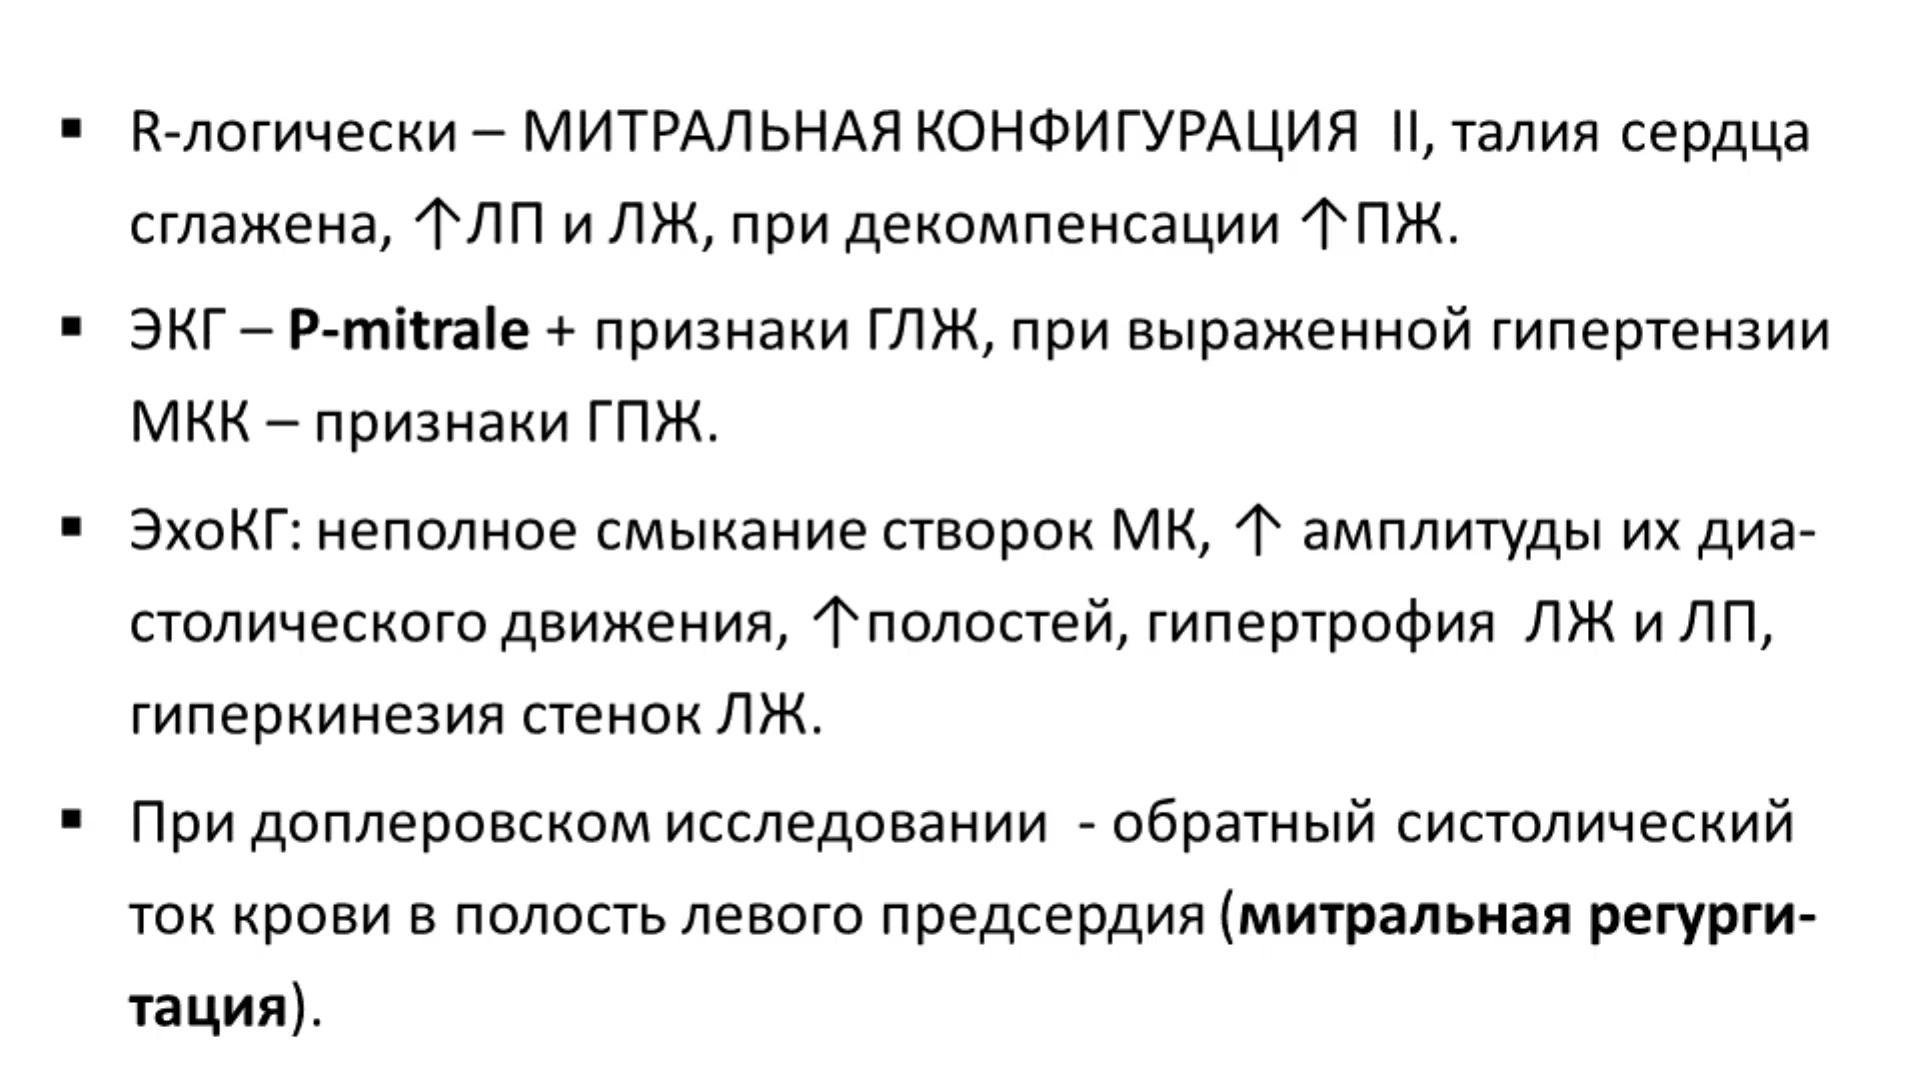 ▪ R-логически – МИТРАЛЬНАЯ КОНФИГУРАЦИЯ II, талия сердца
сглажена, ↑ЛП и ЛЖ, при декомпенсации ↑ПЖ.
▪ ЭКГ – P-mitrale + признаки ГЛЖ, при выраженной гипертензии
МКК – признаки ГПЖ.
▪ ЭхоКГ: неполное смыкание створок МК, ↑ амплитуды их диа-
столического движения, ↑полостей, гипертрофия ЛЖ и ЛП,
гиперкинезия стенок ЛЖ.
▪ При доплеровском исследовании - обратный систолический
ток крови в полость левого предсердия (митральная регурги-
тация).